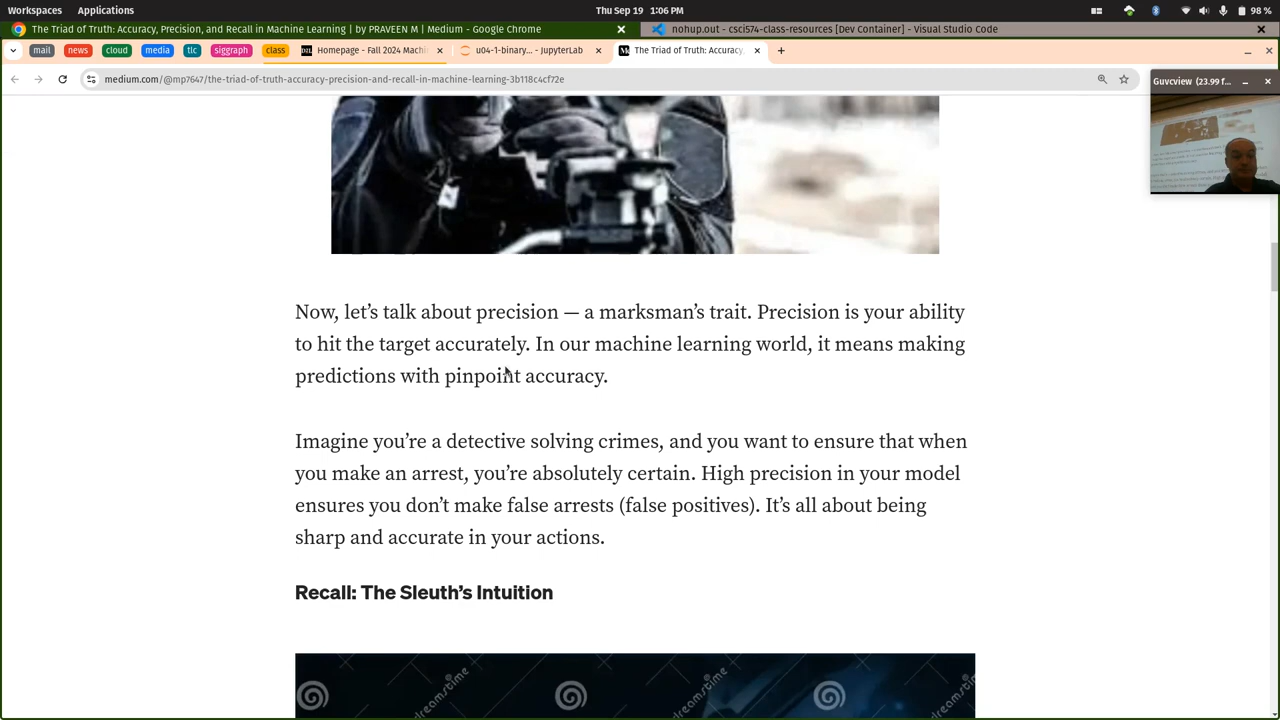 Workspaces Applications Thu Sep 19 1:06 PM 98 %
The Triad of Truth: Accuracy, Precision, and Recall in Machine Learning | by PRAVEEN M | Medium - Google Chrome nohup.out - csci574-class-resources [Dev Container] - Visual Studio Code
mail news cloud media tlc siggraph class Homepage - Fall 2024 Machi u04-1-binary... - JupyterLab The Triad of Truth: Accuracy,
medium.com/@mp7647/the-triad-of-truth-accuracy-precision-and-recall-in-machine-learning-3b118c4cf72e
Guvcview (23.99 f...
Now, let’s talk about precision — a marksman’s trait. Precision is your ability
to hit the target accurately. In our machine learning world, it means making
predictions with pinpoint accuracy.
Imagine you’re a detective solving crimes, and you want to ensure that when
you make an arrest, you’re absolutely certain. High precision in your model
ensures you don’t make false arrests (false positives). It’s all about being
sharp and accurate in your actions.
Recall: The Sleuth’s Intuition
dreamstime dreamstime dreamstime